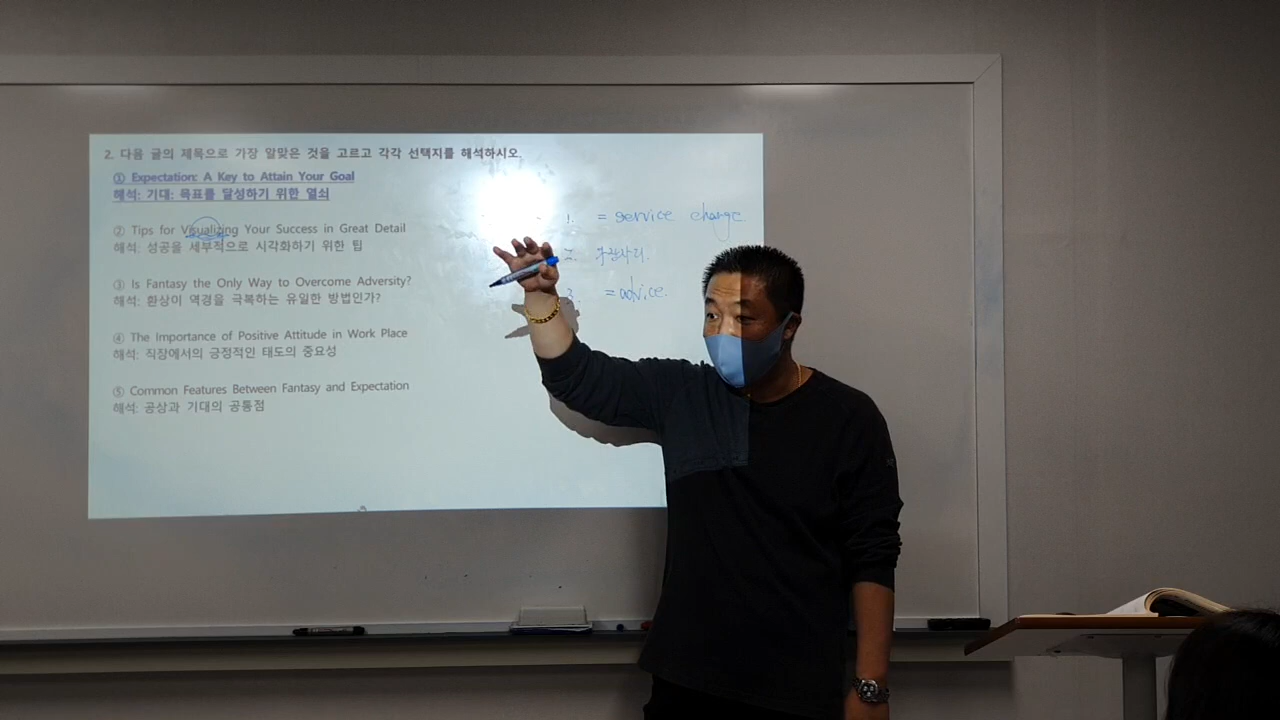 2. 다음 글의 제목으로 가장 알맞은 것을 고르고 각각 선택지를 해석하시오.
① Expectation: A Key to Attain Your Goal
해석: 기대: 목표를 달성하기 위한 열쇠
② Tips for Visualizing Your Success in Great Detail
해석: 성공을 세부적으로 시각화하기 위한 팁
③ Is Fantasy the Only Way to Overcome Adversity?
해석: 환상이 역경을 극복하는 유일한 방법인가?
④ The Importance of Positive Attitude in Work Place
해석: 직장에서의 긍정적인 태도의 중요성
⑤ Common Features Between Fantasy and Expectation
해석: 공상과 기대의 공통점
1. = service charge
2.
3. = advice.